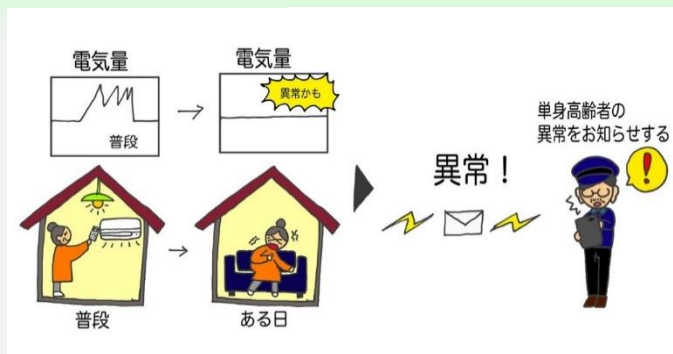 電気量
普段
電気量
異常かも
普段
ある日
異常！
単身高齢者の
異常をお知らせする